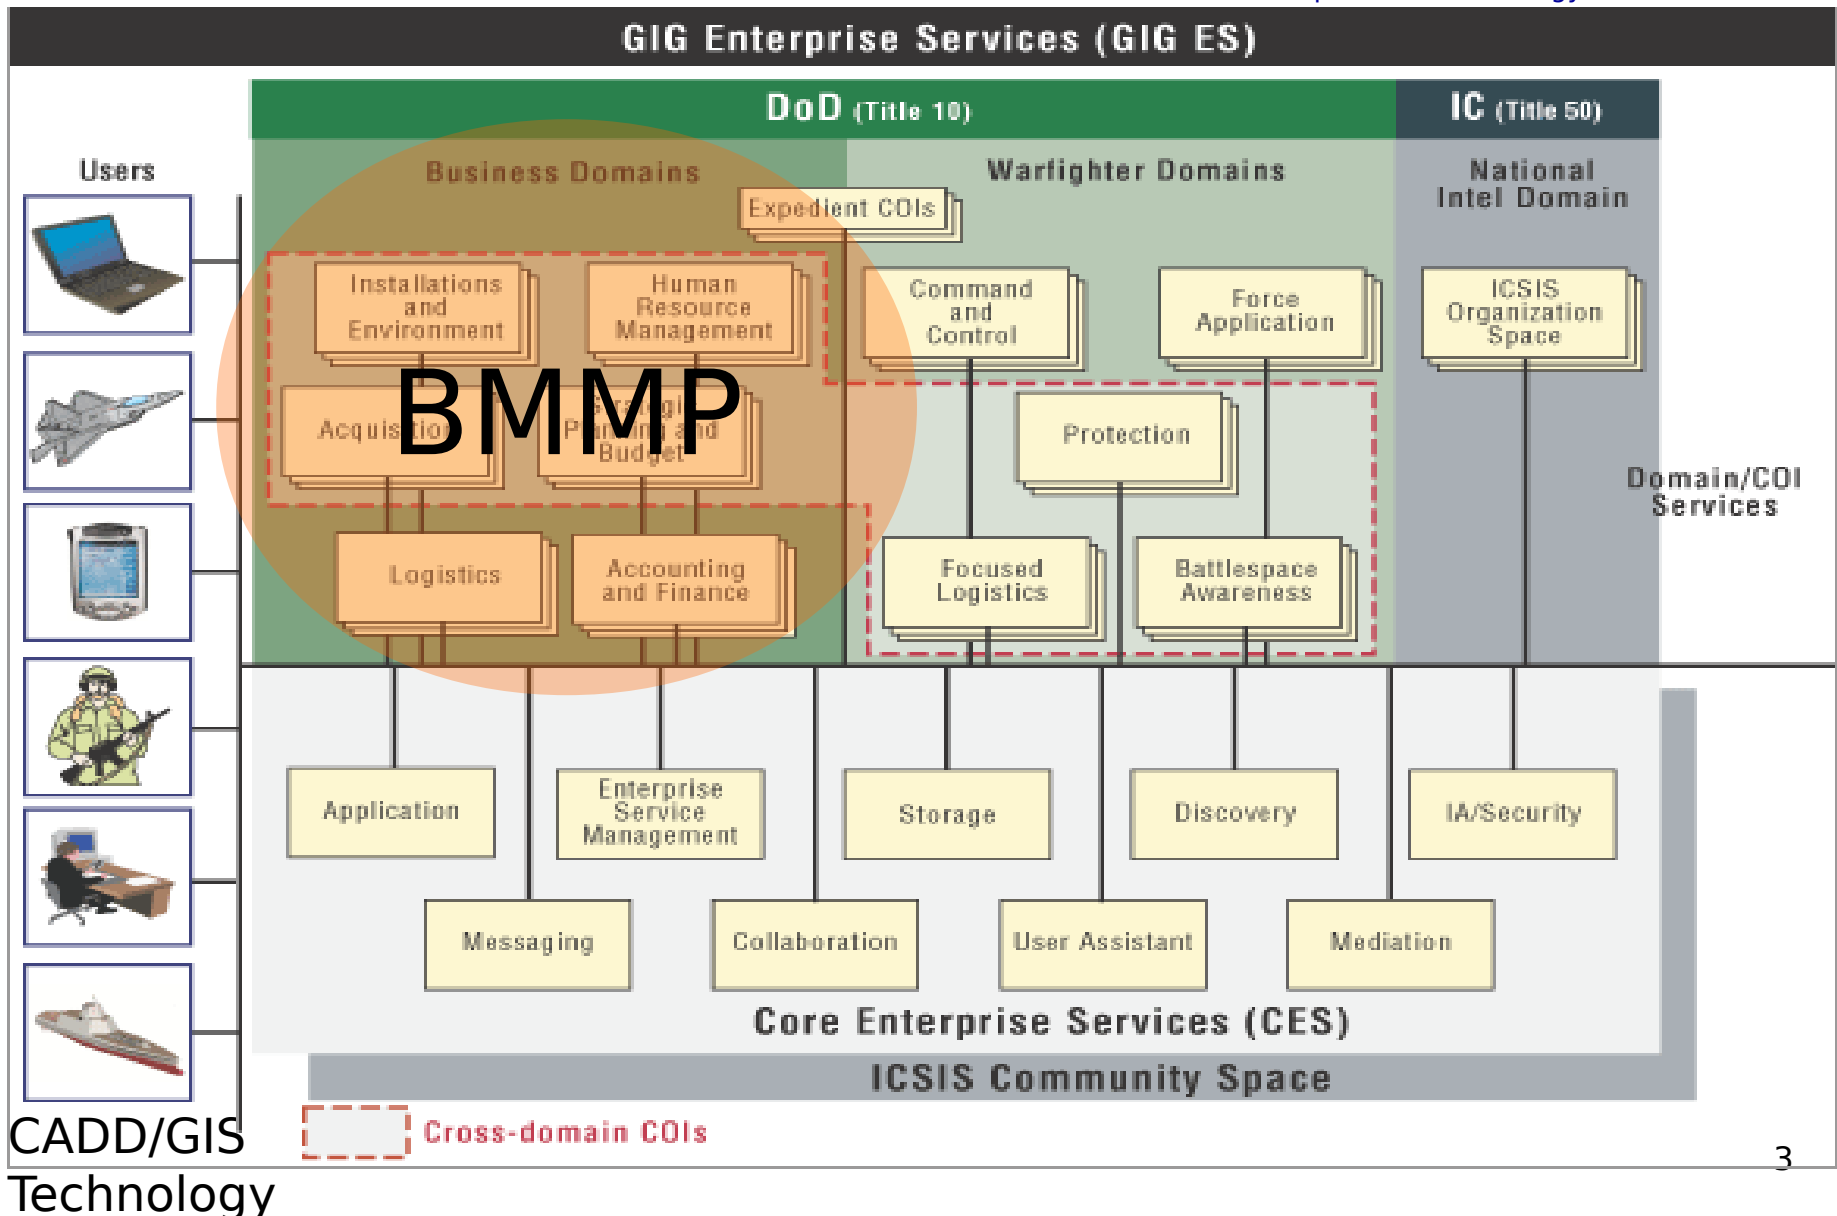 GIG Enterprise Services (GIG ES)
DoD (Title 10)
IC (Title 50)
Users
Business Domains
Warfighter Domains
National
Intel Domain
Expedient COIs
Installations
and
Environment
Human
Resource
Management
Command
and
Control
Force
Application
ICSIS
Organization
Space
BMMP
Acquisition
Strategic
Planning and
Budget
Protection
Domain/COI
Services
Logistics
Accounting
and Finance
Focused
Logistics
Battlespace
Awareness
Application
Enterprise
Service
Management
Storage
Discovery
IA/Security
Messaging
Collaboration
User Assistant
Mediation
Core Enterprise Services (CES)
ICSIS Community Space
Cross-domain COIs
CADD/GIS
Technology
3